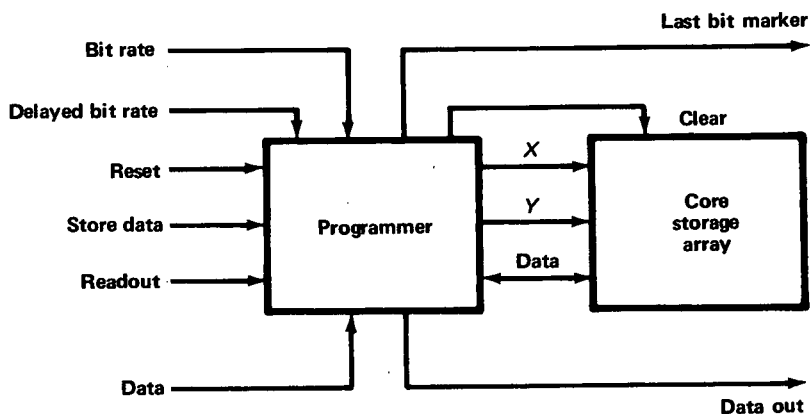 Last bit marker
Bit rate
Delayed bit rate
Clear
Reset
X
Store data
Programmer
Y
Core
storage
array
Data
Readout
Data
Data out